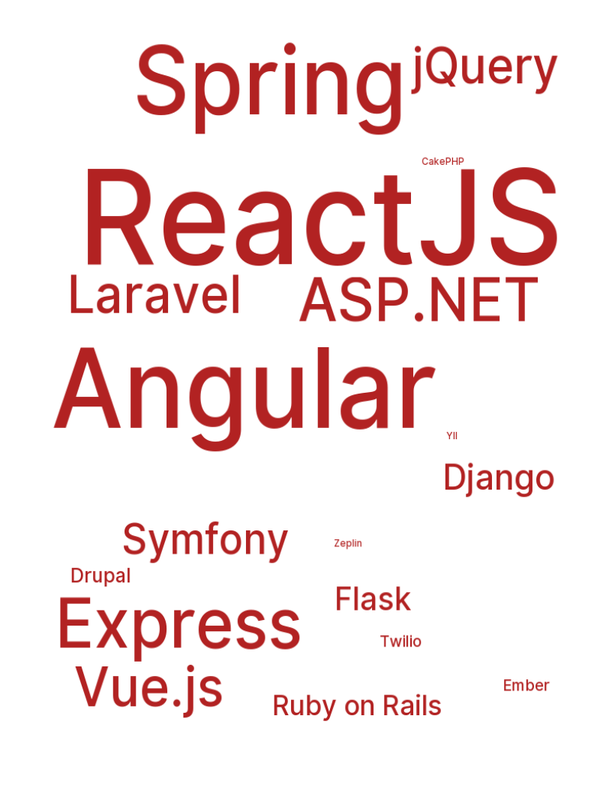 Spring jQuery
CakePHP
ReactJS
Laravel ASP.NET
Angular
YII
Django
Symfony Zeplin
Drupal
Flask
Express
Twilio
Vue.js Ember
Ruby on Rails